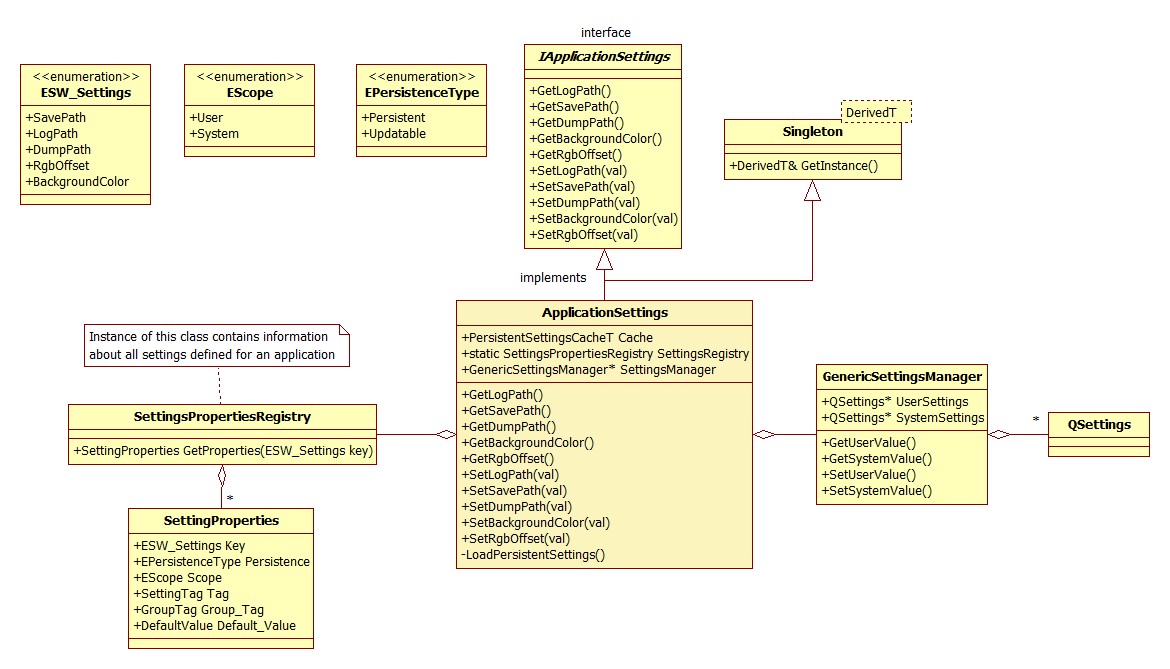 interface
IApplicationSettings
+GetLogPath()
+GetSavePath()
+GetDumpPath()
+GetBackgroundColor()
+GetRgbOffset()
+SetLogPath(val)
+SetSavePath(val)
+SetDumpPath(val)
+SetBackgroundColor(val)
+SetRgbOffset(val)
<<enumeration>>
ESW_Settings
+SavePath
+LogPath
+DumpPath
+RgbOffset
+BackgroundColor
<<enumeration>>
EScope
+User
+System
<<enumeration>>
EPersistenceType
+Persistent
+Updatable
DerivedT
Singleton
+DerivedT& GetInstance()
implements
ApplicationSettings
+PersistentSettingsCacheT Cache
+static SettingsPropertiesRegistry SettingsRegistry
+GenericSettingsManager* SettingsManager
+GetLogPath()
+GetSavePath()
+GetDumpPath()
+GetBackgroundColor()
+GetRgbOffset()
+SetLogPath(val)
+SetSavePath(val)
+SetDumpPath(val)
+SetBackgroundColor(val)
+SetRgbOffset(val)
-LoadPersistentSettings()
Instance of this class contains information
about all settings defined for an application
SettingsPropertiesRegistry
+SettingProperties GetProperties(ESW_Settings key)
*
SettingProperties
+ESW_Settings Key
+EPersistenceType Persistence
+EScope Scope
+SettingTag Tag
+GroupTag Group_Tag
+DefaultValue Default_Value
GenericSettingsManager
+QSettings* UserSettings
+QSettings* SystemSettings
+GetUserValue()
+GetSystemValue()
+SetUserValue()
+SetSystemValue()
*
QSettings